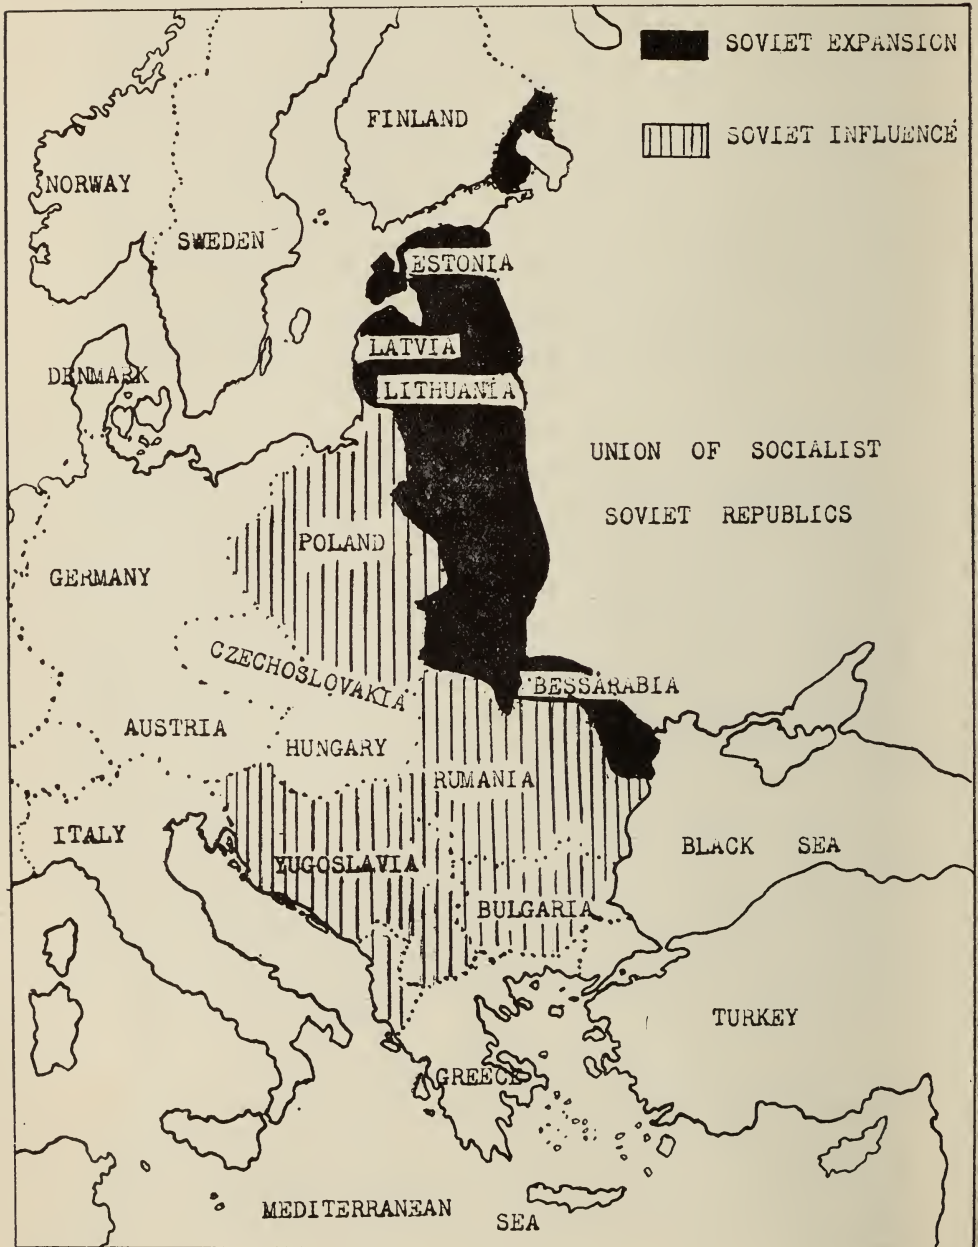 SOVIET EXPANSION
SOVIET INFLUENCE
FINLAND
NORWAY
SWEDEN
ESTONIA
LATVIA
DENMARK
LITHUANIA
UNION OF SOCIALIST
SOVIET REPUBLICS
POLAND
GERMANY
CZECHOSLOVAKIA
BESSARABIA
AUSTRIA
HUNGARY
RUMANIA
ITALY
BLACK SEA
YUGOSLAVIA
BULGARIA
TURKEY
GREECE
MEDITERRANEAN
SEA